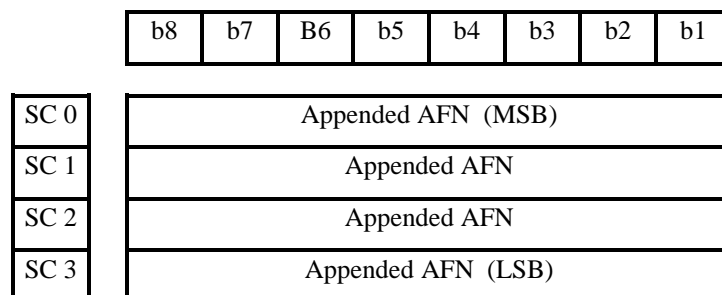 b8 b7 B6 b5 b4 b3 b2 b1
SC 0 Appended AFN (MSB)
SC 1 Appended AFN
SC 2 Appended AFN
SC 3 Appended AFN (LSB)